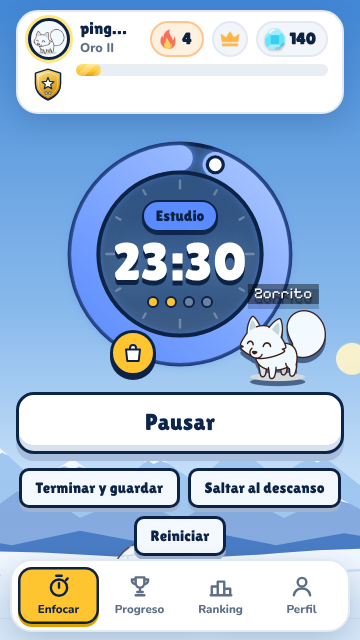 ping...
Oro II
4
140
Estudio
23:30
Zorrito
Pausar
Terminar y guardar
Saltar al descanso
Reiniciar
Enfocar
Progreso
Ranking
Perfil